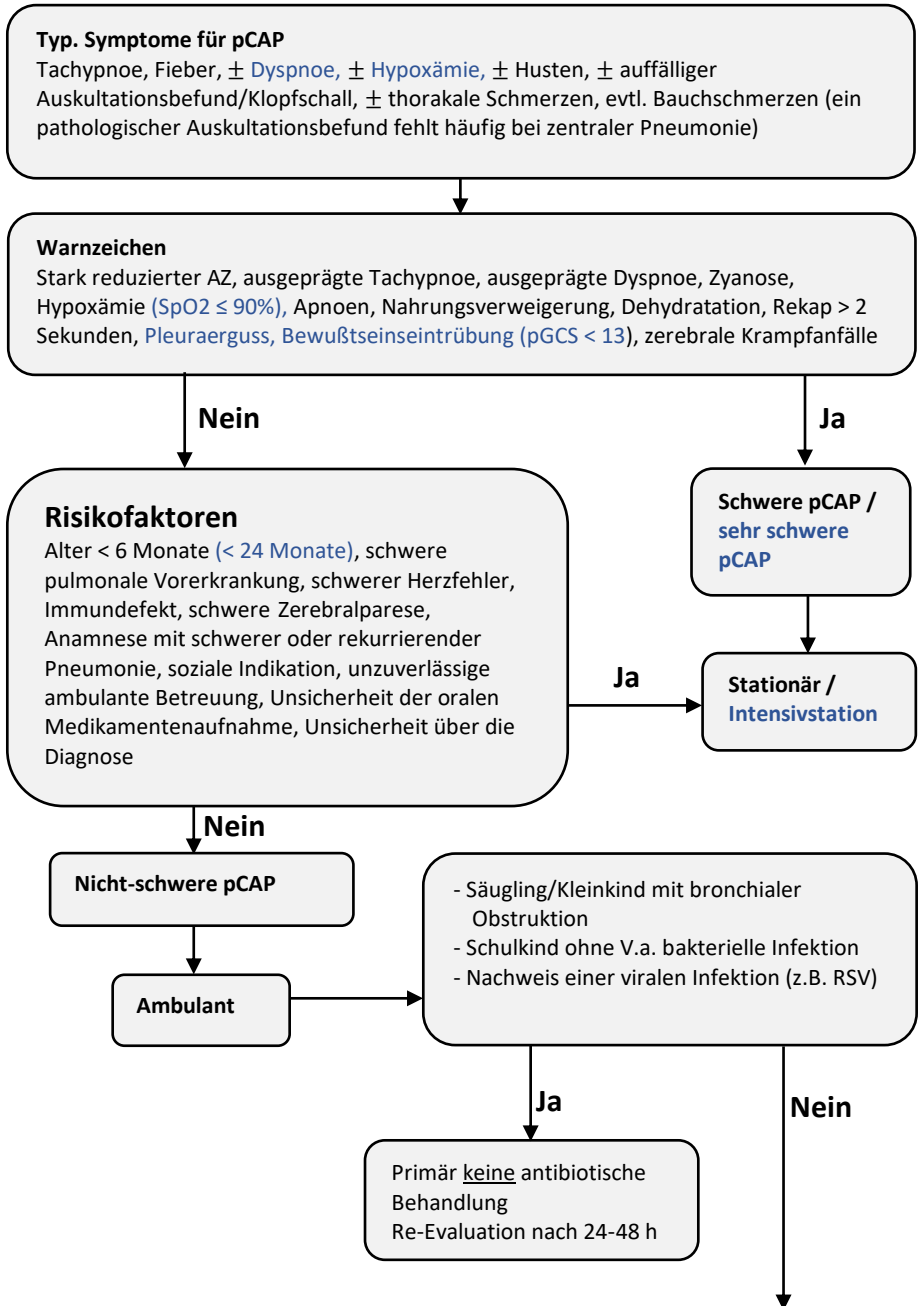 Typ. Symptome für pCAP
Tachypnoe, Fieber, ± Dyspnoe, ± Hypoxämie, ± Husten, ± auffälliger
Auskultationsbefund/Klopfschall, ± thorakale Schmerzen, evtl. Bauchschmerzen (ein
pathologischer Auskultationsbefund fehlt häufig bei zentraler Pneumonie)
Warnzeichen
Stark reduzierter AZ, ausgeprägte Tachypnoe, ausgeprägte Dyspnoe, Zyanose,
Hypoxämie (SpO2 ≤ 90%), Apnoen, Nahrungsverweigerung, Dehydratation, Rekap > 2
Sekunden, Pleuraerguss, Bewußtseinseintrübung (pGCS < 13), zerebrale Krampfanfälle
Nein
Ja
Risikofaktoren
Alter < 6 Monate (< 24 Monate), schwere
pulmonale Vorerkrankung, schwerer Herzfehler,
Immundefekt, schwere Zerebralparese,
Anamnese mit schwerer oder rekurrierender
Pneumonie, soziale Indikation, unzuverlässige
ambulante Betreuung, Unsicherheit der oralen
Medikamentenaufnahme, Unsicherheit über die
Diagnose
Schwere pCAP /
sehr schwere
pCAP
Ja
Stationär /
Intensivstation
Nein
Nicht-schwere pCAP
Ambulant
- Säugling/Kleinkind mit bronchialer
Obstruktion
- Schulkind ohne V.a. bakterielle Infektion
- Nachweis einer viralen Infektion (z.B. RSV)
Ja
Nein
Primär keine antibiotische
Behandlung
Re-Evaluation nach 24-48 h